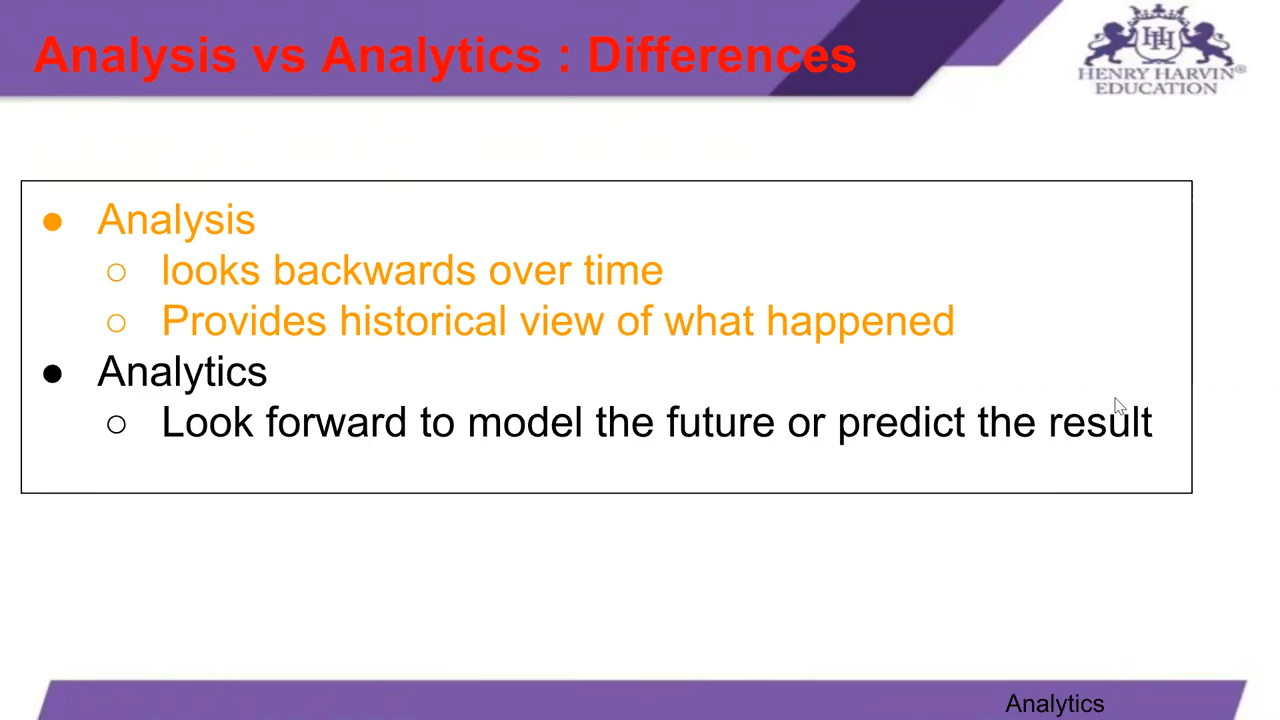 Analysis vs Analytics : Differences
HENRY HARVIN®
EDUCATION
● Analysis
○ looks backwards over time
○ Provides historical view of what happened
● Analytics
○ Look forward to model the future or predict the result
Analytics